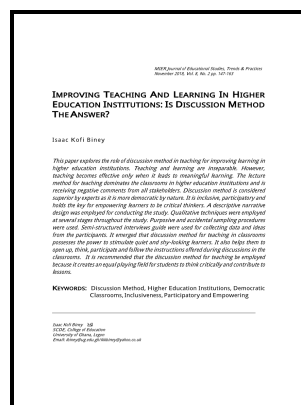 MIER Journal of Educational Studies, Trends & Practices
November 2018, Vol. 8, No. 2 pp. 147-163
IMPROVING TEACHING AND LEARNING IN HIGHER
EDUCATION INSTITUTIONS: IS DISCUSSION METHOD
THE ANSWER?
Isaac Kofi Biney
This paper explores the role of discussion method in teaching for improving learning in
higher education institutions. Teaching and learning are inseparable. However,
teaching becomes effective only when it leads to meaningful learning. The lecture
method for teaching dominates the classrooms in higher education institutions and is
receiving negative comments from all stakeholders. Discussion method is considered
superior by experts as it is more democratic by nature. It is inclusive, participatory and
holds the key for empowering learners to be critical thinkers. A descriptive narrative
design was employed for conducting the study. Qualitative techniques were employed
at several stages throughout the study. Purposive and accidental sampling procedures
were used. Semi-structured interviews guide were used for collecting data and ideas
from the participants. It emerged that discussion method for teaching in classrooms
possesses the power to stimulate quiet and shy-looking learners. It also helps them to
open up, think, participate and follow the instructions offered during discussions in the
classrooms. It is recommended that the discussion method for teaching be employed
because it creates an equal playing field for students to think critically and contribute to
lessons.
KEYWORDS: Discussion Method, Higher Education Institutions, Democratic
Classrooms, Inclusiveness, Participatory and Empowering
Isaac Kofi Biney
SCDE, College of Education
University of Ghana, Legon